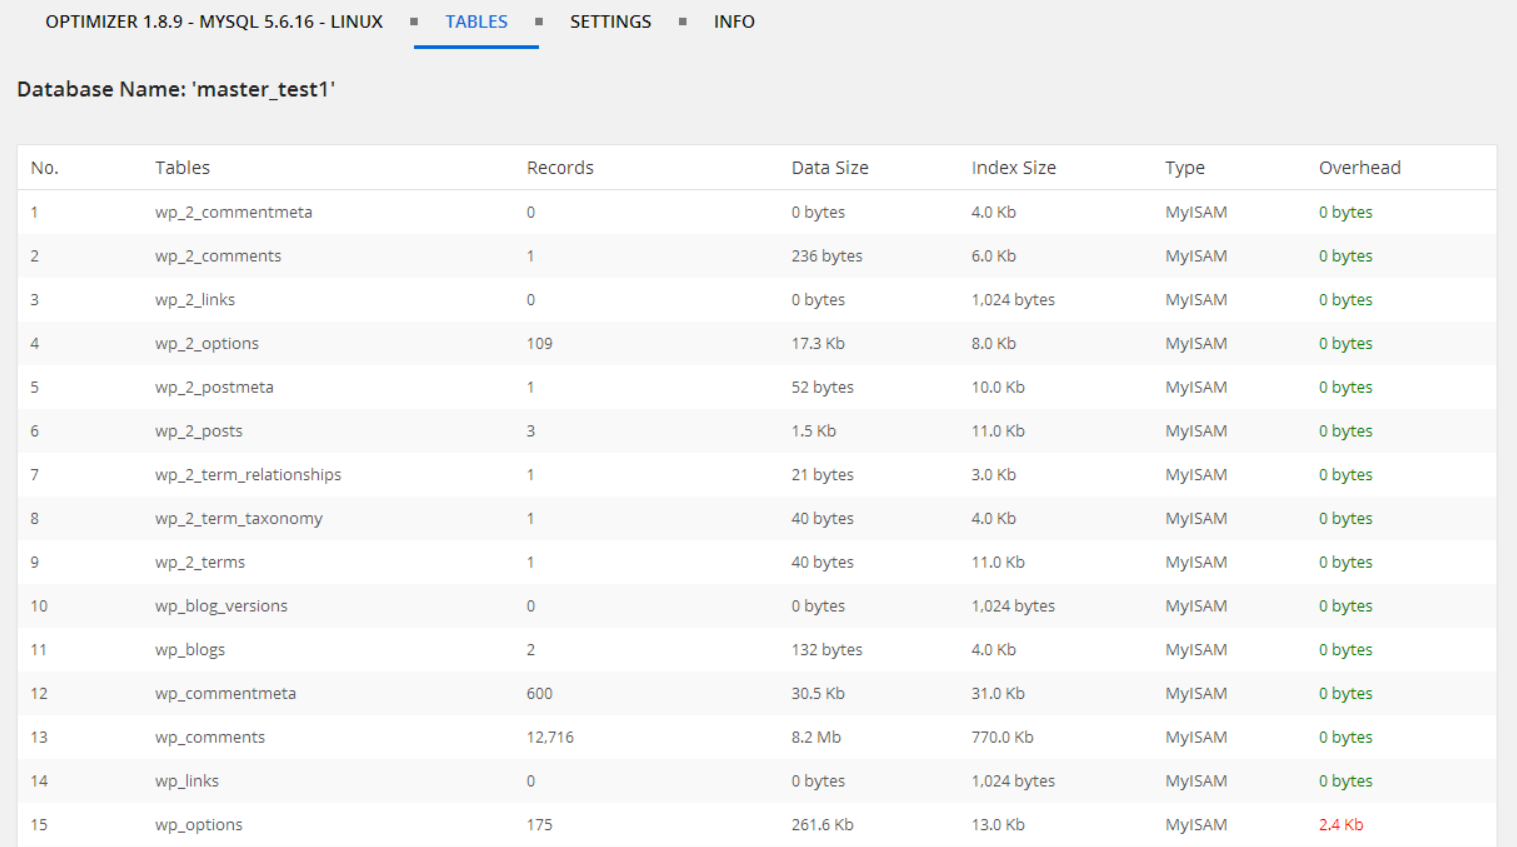 OPTIMIZER 1.8.9 - MYSQL 5.6.16 - LINUX TABLES SETTINGS INFO
Database Name: 'master_test1'
No. Tables Records Data Size Index Size Type Overhead
1 wp_2_commentmeta 0 0 bytes 4.0 Kb MyISAM 0 bytes
2 wp_2_comments 1 236 bytes 6.0 Kb MyISAM 0 bytes
3 wp_2_links 0 0 bytes 1,024 bytes MyISAM 0 bytes
4 wp_2_options 109 17.3 Kb 8.0 Kb MyISAM 0 bytes
5 wp_2_postmeta 1 52 bytes 10.0 Kb MyISAM 0 bytes
6 wp_2_posts 3 1.5 Kb 11.0 Kb MyISAM 0 bytes
7 wp_2_term_relationships 1 21 bytes 3.0 Kb MyISAM 0 bytes
8 wp_2_term_taxonomy 1 40 bytes 4.0 Kb MyISAM 0 bytes
9 wp_2_terms 1 40 bytes 11.0 Kb MyISAM 0 bytes
10 wp_blog_versions 0 0 bytes 1,024 bytes MyISAM 0 bytes
11 wp_blogs 2 132 bytes 4.0 Kb MyISAM 0 bytes
12 wp_commentmeta 600 30.5 Kb 31.0 Kb MyISAM 0 bytes
13 wp_comments 12,716 8.2 Mb 770.0 Kb MyISAM 0 bytes
14 wp_links 0 0 bytes 1,024 bytes MyISAM 0 bytes
15 wp_options 175 261.6 Kb 13.0 Kb MyISAM 2.4 Kb